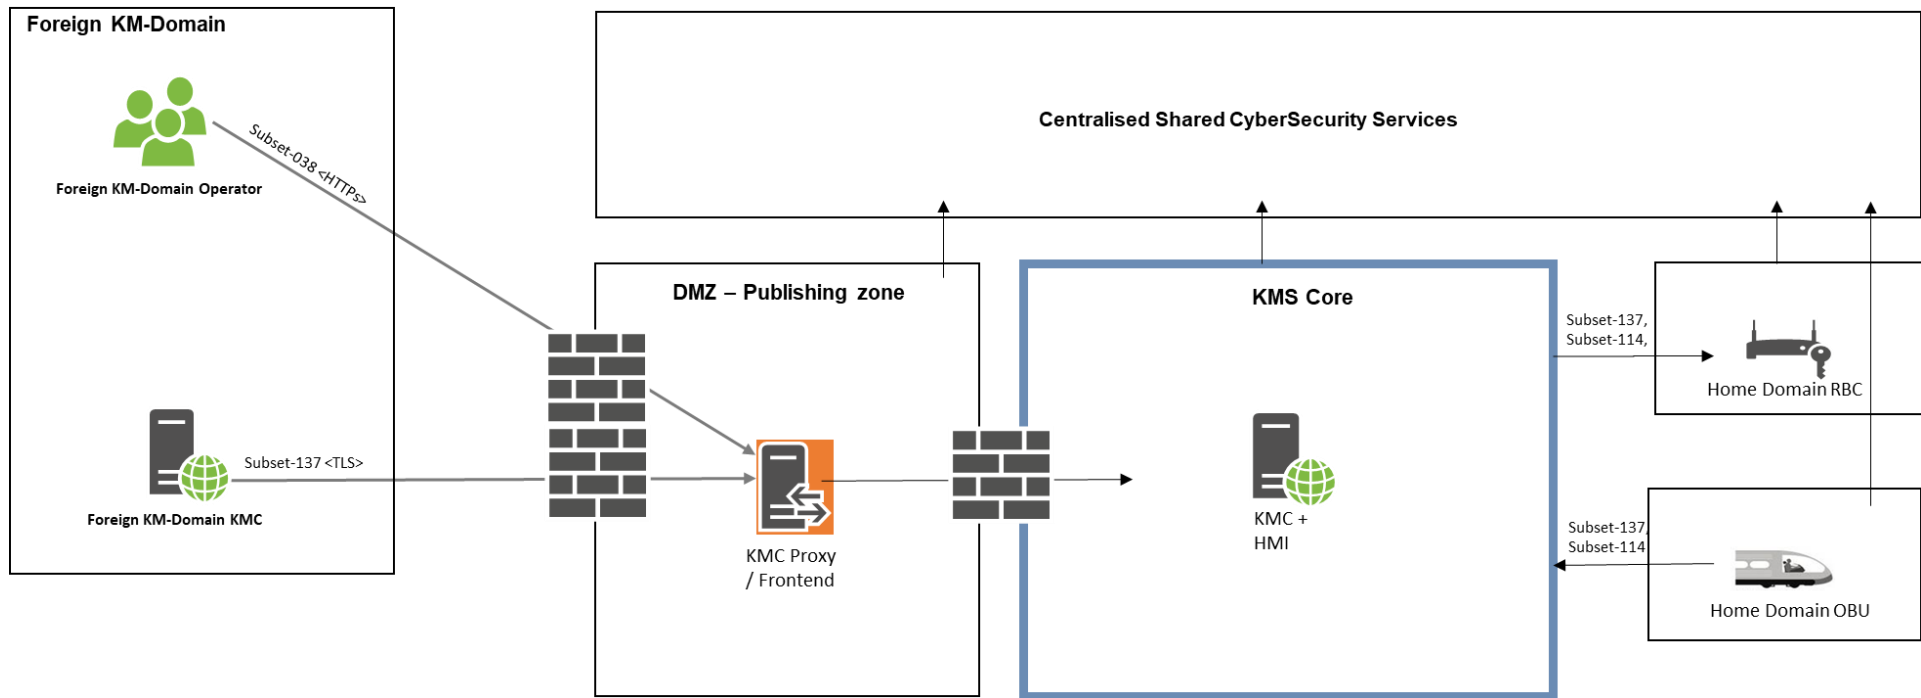 Foreign KM-Domain
Subset-038 <HTTPs>
Foreign KM-Domain Operator
Subset-137 <TLS>
Foreign KM-Domain KMC
Centralised Shared CyberSecurity Services
DMZ – Publishing zone
KMC Proxy
/ Frontend
KMS Core
KMC +
HMI
Subset-137,
Subset-114,
Home Domain RBC
Subset-137,
Subset-114
Home Domain OBU